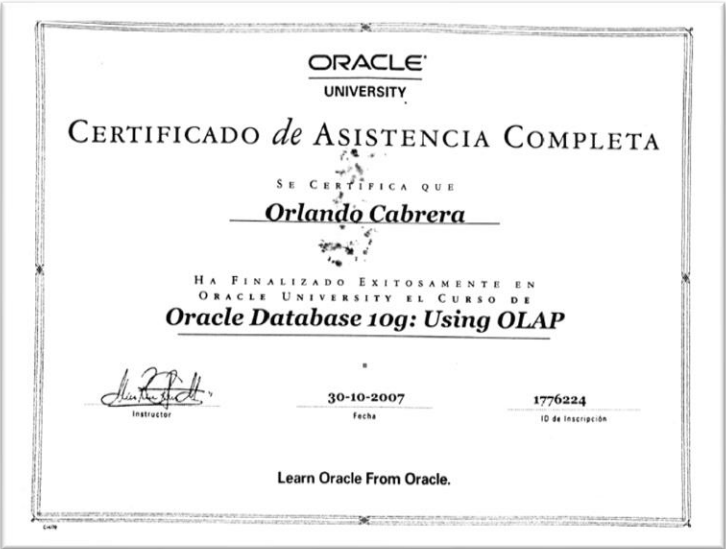 ORACLE
UNIVERSITY
CERTIFICADO de ASISTENCIA COMPLETA
SE CERTIFICA QUE
Orlando Cabrera
HA FINALIZADO EXITOSAMENTE EN
ORACLE UNIVERSITY EL CURSO DE
Oracle Database 10g: Using OLAP
30-10-2007 1776224
Instructor Fecha ID de Inscripción
Learn Oracle From Oracle.